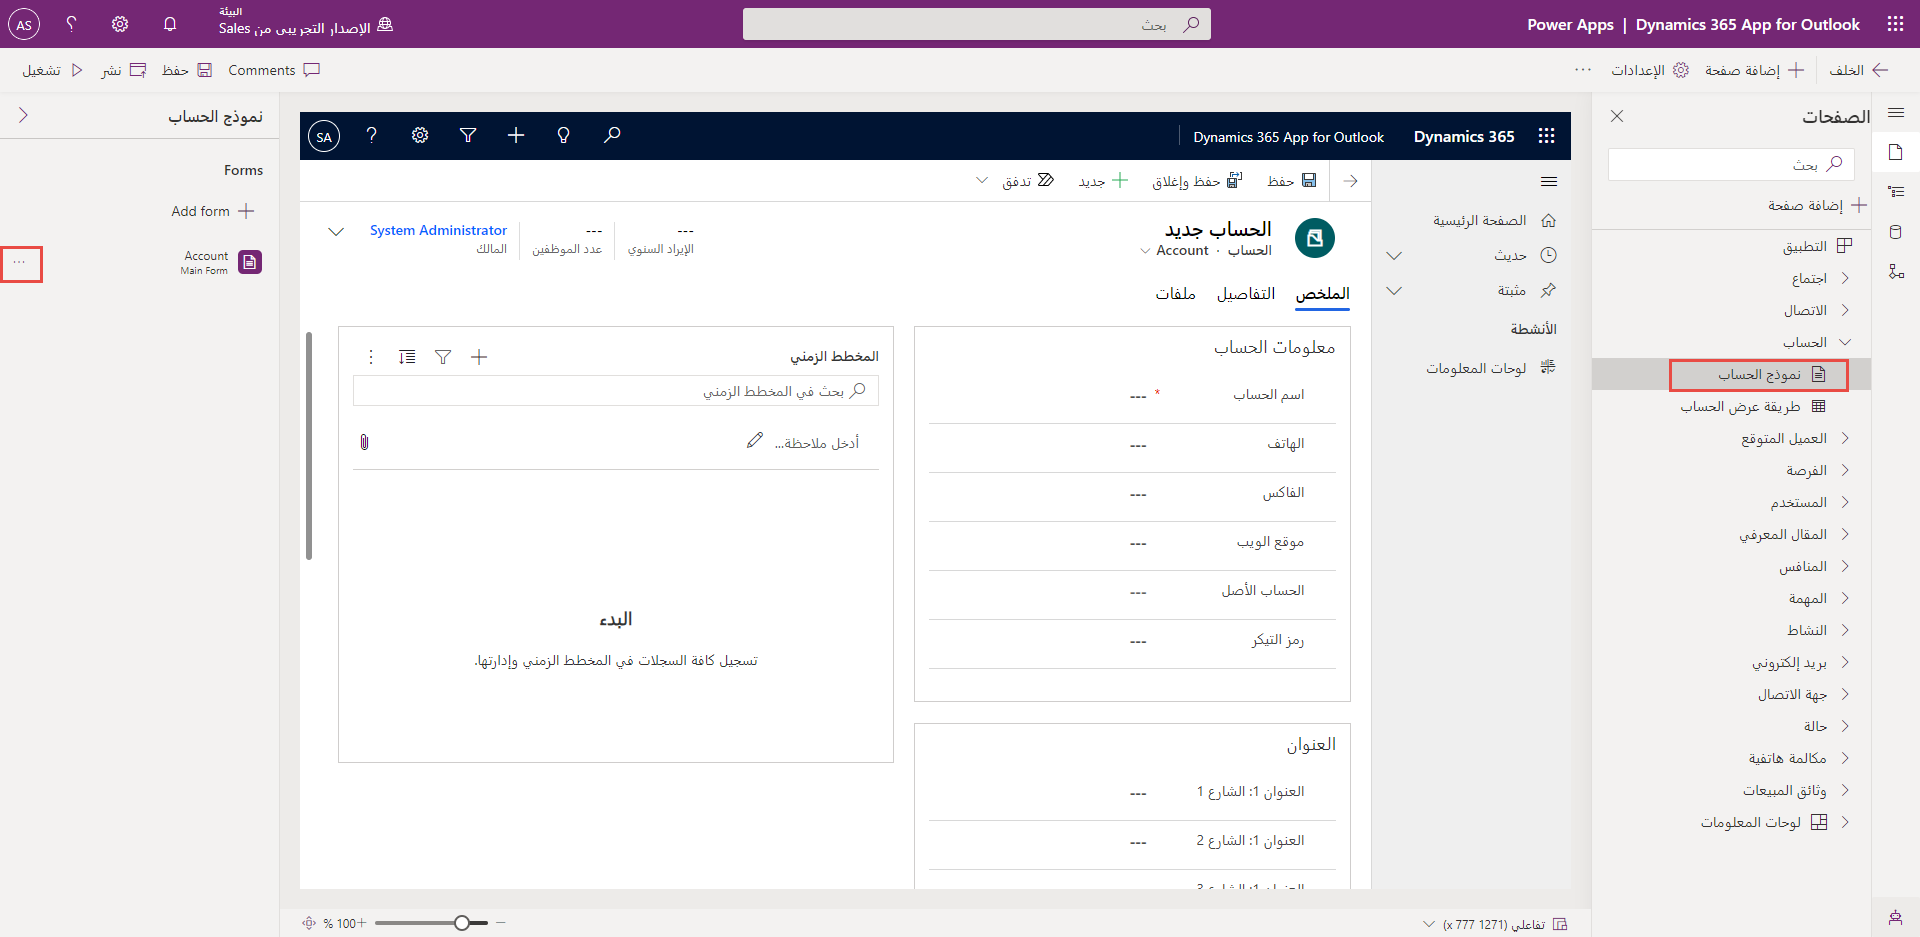 Power Apps | Dynamics 365 App for Outlook
بحث
البيئة
الإصدار التجريبي من Sales
AS
الخلف
إضافة صفحة
الإعدادات
Comments
حفظ
نشر
تشغيل
الصفحات
بحث
إضافة صفحة
التطبيق
اجتماع
الاتصال
الحساب
نموذج الحساب
طريقة عرض الحساب
العميل المتوقع
الفرصة
المستخدم
المقال المعرفي
المنافس
المهمة
النشاط
بريد إلكتروني
جهة الاتصال
حالة
مكالمة هاتفية
وثائق المبيعات
لوحات المعلومات
Dynamics 365
Dynamics 365 App for Outlook
SA
الصفحة الرئيسية
حديث
مثبتة
الأنشطة
لوحات المعلومات
حفظ
حفظ وإغلاق
جديد
تدفق
الحساب جديد
الحساب · Account
---
الإيراد السنوي
---
عدد الموظفين
System Administrator
المالك
الملخص
التفاصيل
ملفات
معلومات الحساب
اسم الحساب * ---
الهاتف ---
الفاكس ---
موقع الويب ---
الحساب الأصل ---
رمز التيكر ---
العنوان
العنوان 1: الشارع 1 ---
العنوان 1: الشارع 2 ---
العنوان 1: الشارع 3 ---
المخطط الزمني
بحث في المخطط الزمني
أدخل ملاحظة...
البدء
تسجيل كافة السجلات في المخطط الزمني وإدارتها.
تفاعلي (1271 x 777)
100 %
نموذج الحساب
Forms
Add form
Account
Main Form